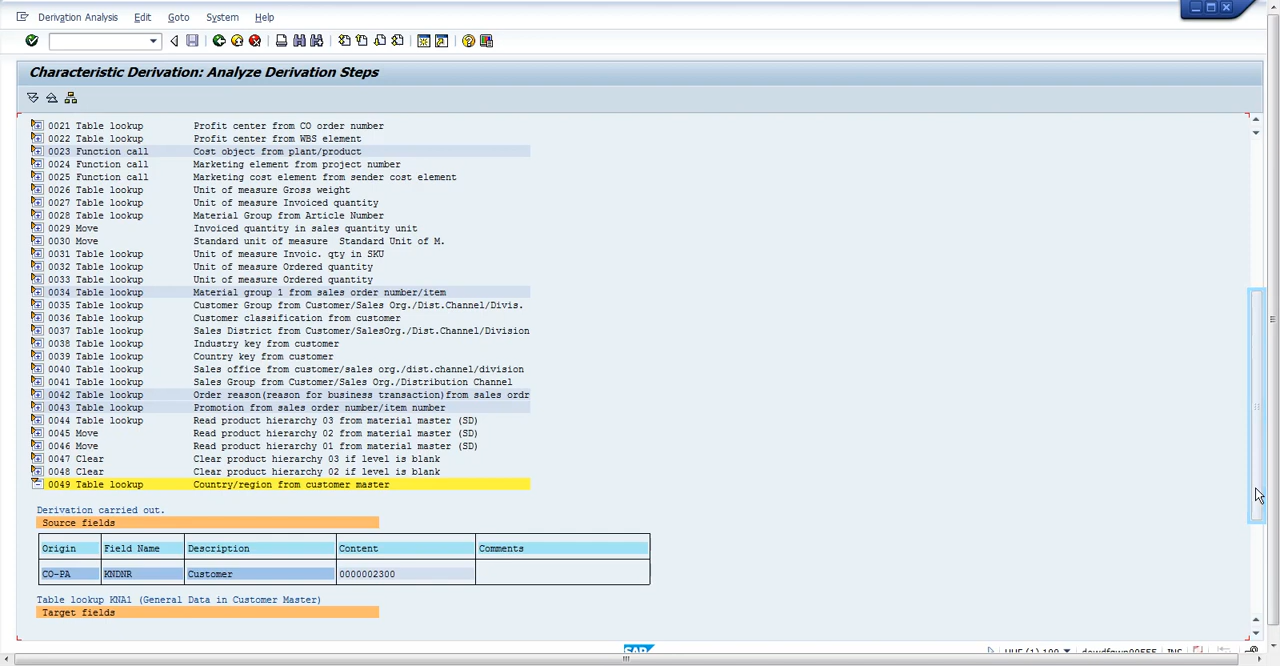 Derivation Analysis Edit Goto System Help
Characteristic Derivation: Analyze Derivation Steps
0021 Table lookup Profit center from CO order number
0022 Table lookup Profit center from WBS element
0023 Function call Cost object from plant/product
0024 Function call Marketing element from project number
0025 Function call Marketing cost element from sender cost element
0026 Table lookup Unit of measure Gross weight
0027 Table lookup Unit of measure Invoiced quantity
0028 Table lookup Material Group from Article Number
0029 Move Invoiced quantity in sales quantity unit
0030 Move Standard unit of measure Standard Unit of M.
0031 Table lookup Unit of measure Invoic. qty in SKU
0032 Table lookup Unit of measure Ordered quantity
0033 Table lookup Unit of measure Ordered quantity
0034 Table lookup Material group 1 from sales order number/item
0035 Table lookup Customer Group from Customer/Sales Org./Dist.Channel/Divis.
0036 Table lookup Customer classification from customer
0037 Table lookup Sales District from Customer/SalesOrg./Dist.Channel/Division
0038 Table lookup Industry key from customer
0039 Table lookup Country key from customer
0040 Table lookup Sales office from customer/sales org./dist.channel/division
0041 Table lookup Sales Group from Customer/Sales Org./Distribution Channel
0042 Table lookup Order reason(reason for business transaction)from sales ordr
0043 Table lookup Promotion from sales order number/item number
0044 Table lookup Read product hierarchy 03 from material master (SD)
0045 Move Read product hierarchy 02 from material master (SD)
0046 Move Read product hierarchy 01 from material master (SD)
0047 Clear Clear product hierarchy 03 if level is blank
0048 Clear Clear product hierarchy 02 if level is blank
0049 Table lookup Country/region from customer master
Derivation carried out.
Source fields
Origin Field Name Description Content Comments
CO-PA KNDNR Customer 0000002300
Table lookup KNA1 (General Data in Customer Master)
Target fields
SAP